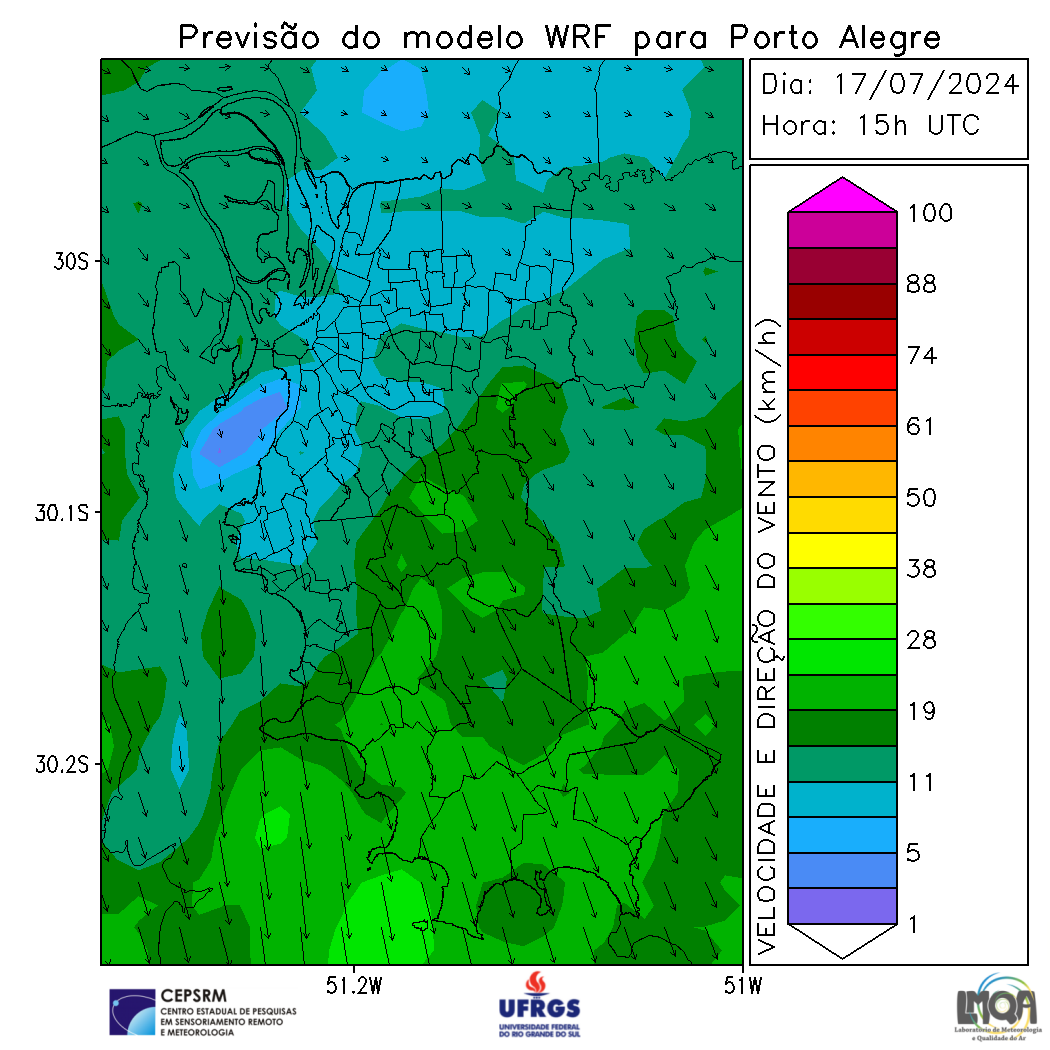 Previsão do modelo WRF para Porto Alegre
Dia: 17/07/2024
Hora: 15h UTC
30S
30.1S
30.2S
51.2W
51W
VELOCIDADE E DIREÇÃO DO VENTO (km/h)
100
88
74
61
50
38
28
19
11
5
1
CEPSRM
CENTRO ESTADUAL DE PESQUISAS
EM SENSORIAMENTO REMOTO
E METEOROLOGIA
UFRGS
UNIVERSIDADE FEDERAL
DO RIO GRANDE DO SUL
LMQA
Laboratório de Meteorologia
e Qualidade do Ar